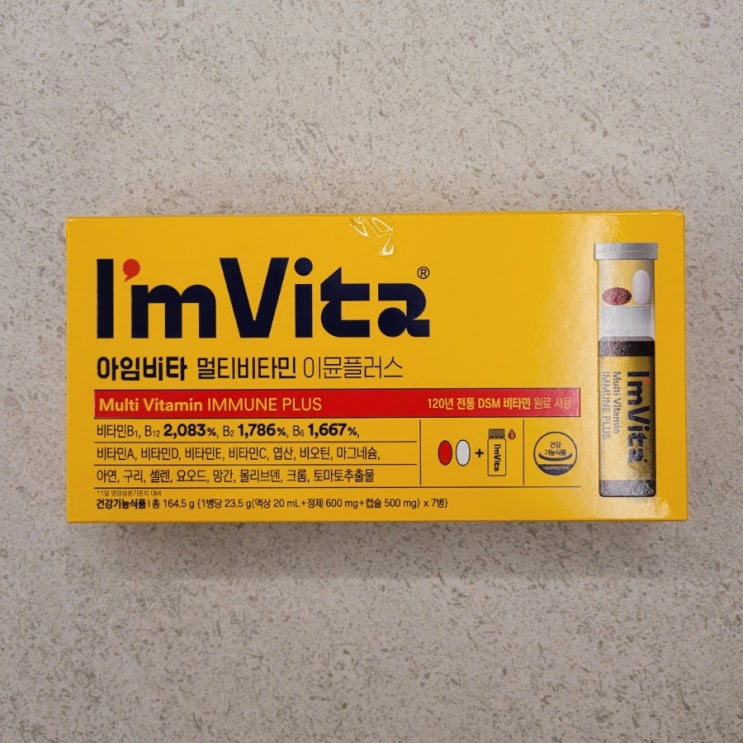 I'm Vita®
아임비타 멀티비타민 이뮨플러스
Multi Vitamin IMMUNE PLUS
120년 전통 DSM 비타민 원료 사용
비타민B1, B12 2,083%, B2 1,786%, B6 1,667%,
비타민A, 비타민D, 비타민E, 비타민C, 엽산, 비오틴, 마그네슘,
아연, 구리, 셀렌, 요오드, 망간, 몰리브덴, 크롬, 토마토추출물
*1일 영양성분기준치 대비
건강기능식품 | 총 164.5 g {1병당 23.5 g(액상 20 mL+정제 600 mg+캡슐 500 mg) x 7병}
+
I'm Vita
건강
기능식품
I'm Vita
Multi Vitamin
IMMUNE PLUS